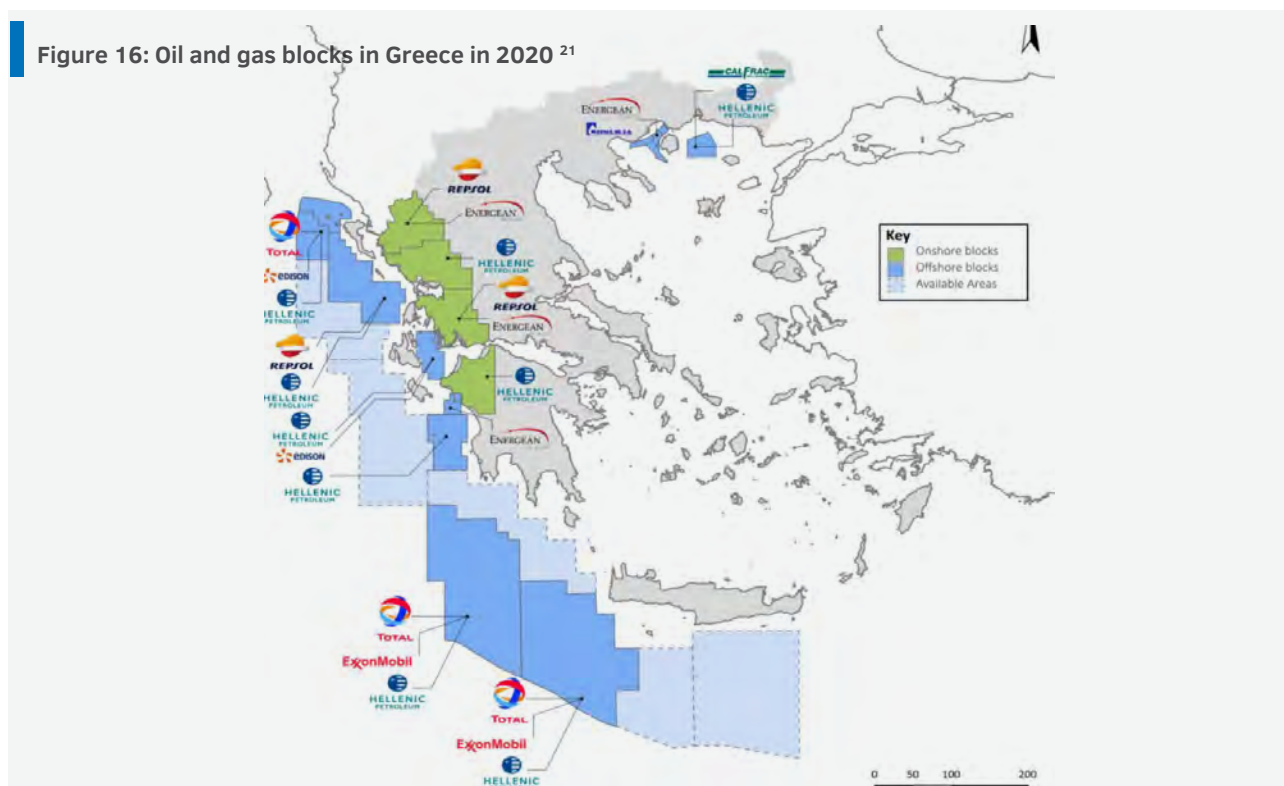 Figure 16: Oil and gas blocks in Greece in 2020 21
CALFRAC
ENERGEAN
HELLENIC
PETROLEUM
REPSOL
ENERGEAN
TOTAL
HELLENIC
PETROLEUM
Key
Onshore blocks
Offshore blocks
Available Areas
EDISON
HELLENIC
PETROLEUM
REPSOL
ENERGEAN
REPSOL
HELLENIC
PETROLEUM
HELLENIC
PETROLEUM
HELLENIC
PETROLEUM
EDISON
ENERGEAN
HELLENIC
PETROLEUM
TOTAL
ExxonMobil
HELLENIC
PETROLEUM
TOTAL
ExxonMobil
HELLENIC
0 50 100 200